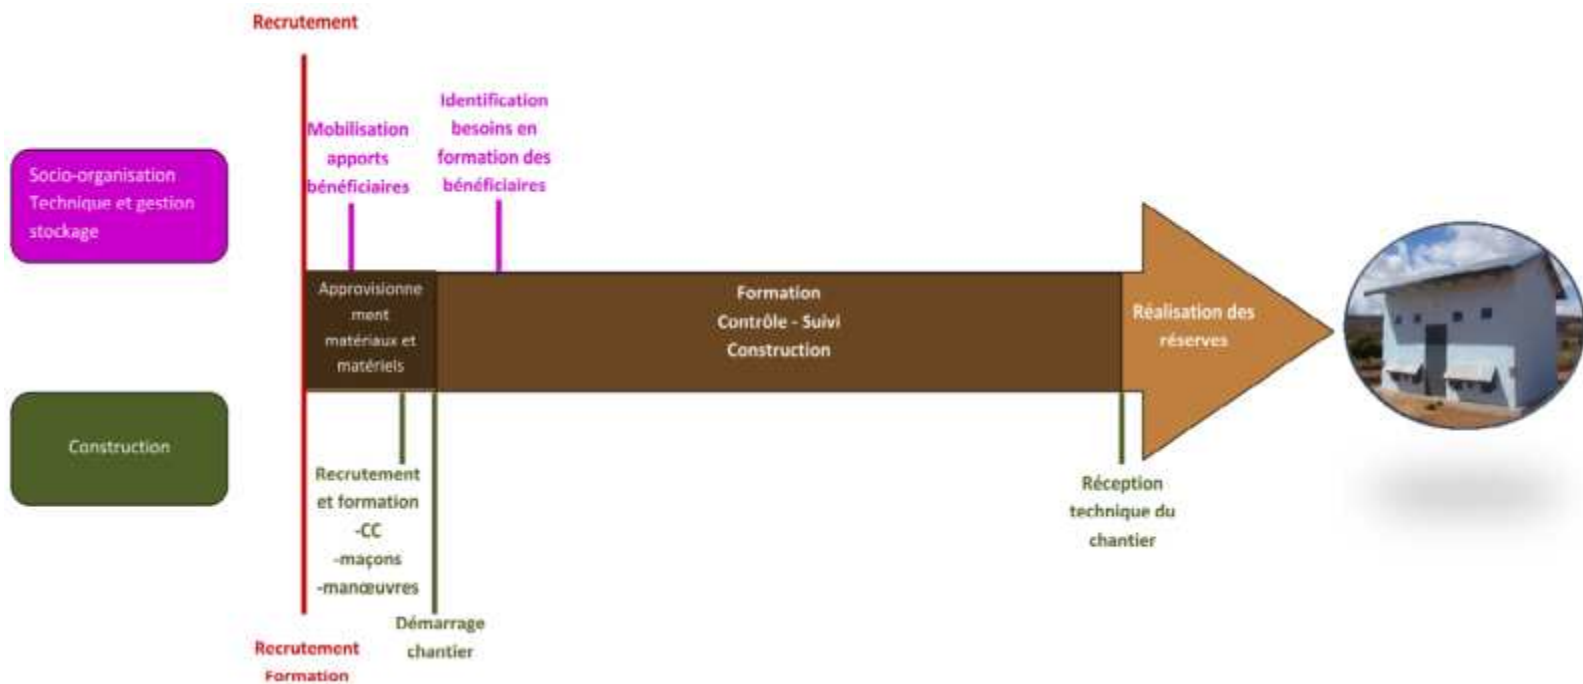 Recrutement
Mobilisation
apports
bénéficiaires
Identification
besoins en
formation des
bénéficiaires
Socio-organisation
Technique et gestion
stockage
Approvisionne
ment
matériaux et
matériels
Formation
Contrôle - Suivi
Construction
Réalisation des
réserves
Construction
Recrutement
et formation
-CC
-maçons
-manœuvres
Démarrage
chantier
Réception
technique du
chantier
Recrutement
Formation